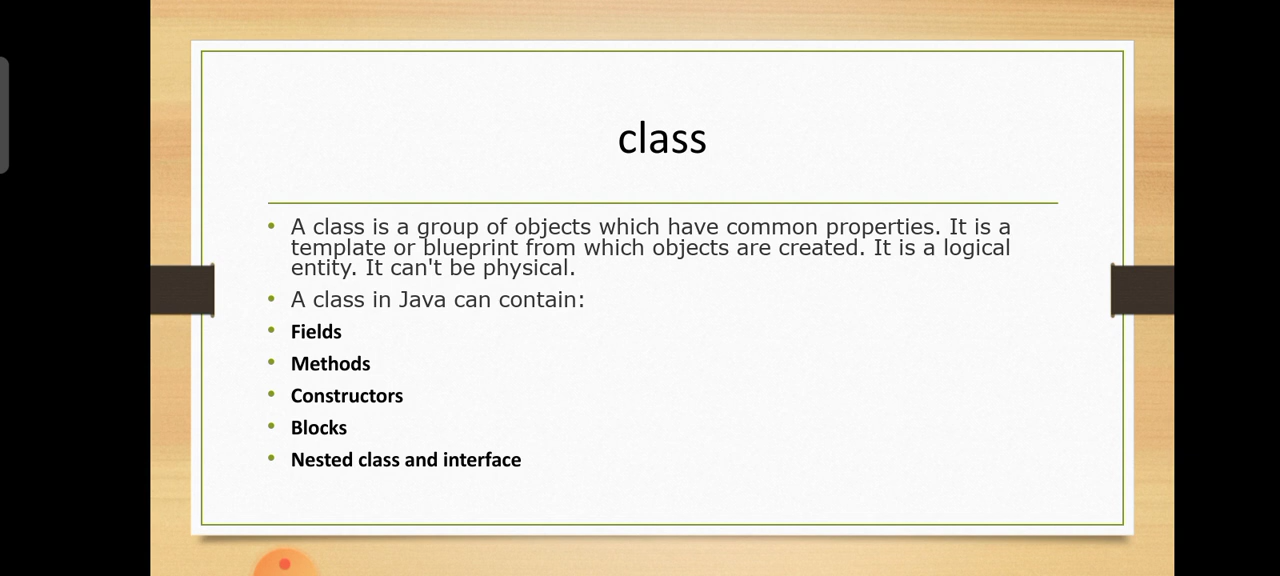 class
A class is a group of objects which have common properties. It is a
template or blueprint from which objects are created. It is a logical
entity. It can't be physical.
A class in Java can contain:
Fields
Methods
Constructors
Blocks
Nested class and interface